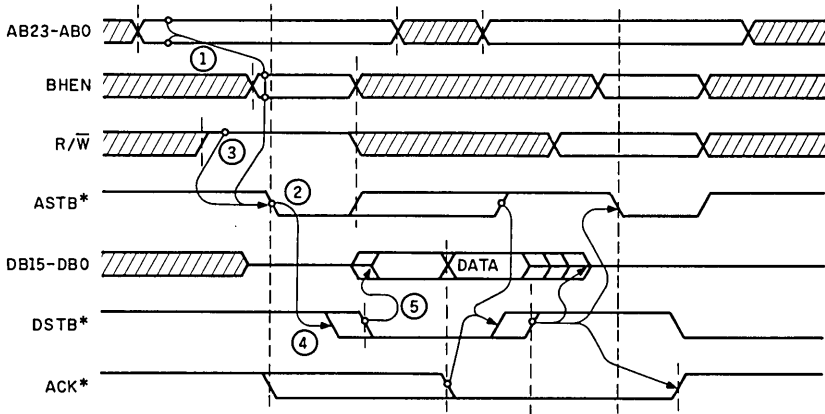 AB23-AB0
①
BHEN
R/W̅
③
ASTB*
②
DB15-DB0
DATA
⑤
DSTB*
④
ACK*